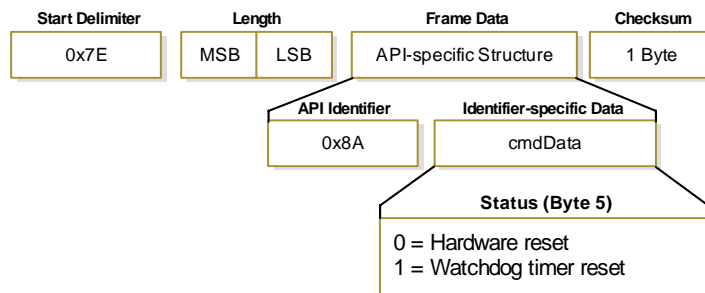 Start Delimiter Length Frame Data Checksum
0x7E MSB LSB API-specific Structure 1 Byte
API Identifier Identifier-specific Data
0x8A cmdData
Status (Byte 5)
0 = Hardware reset
1 = Watchdog timer reset